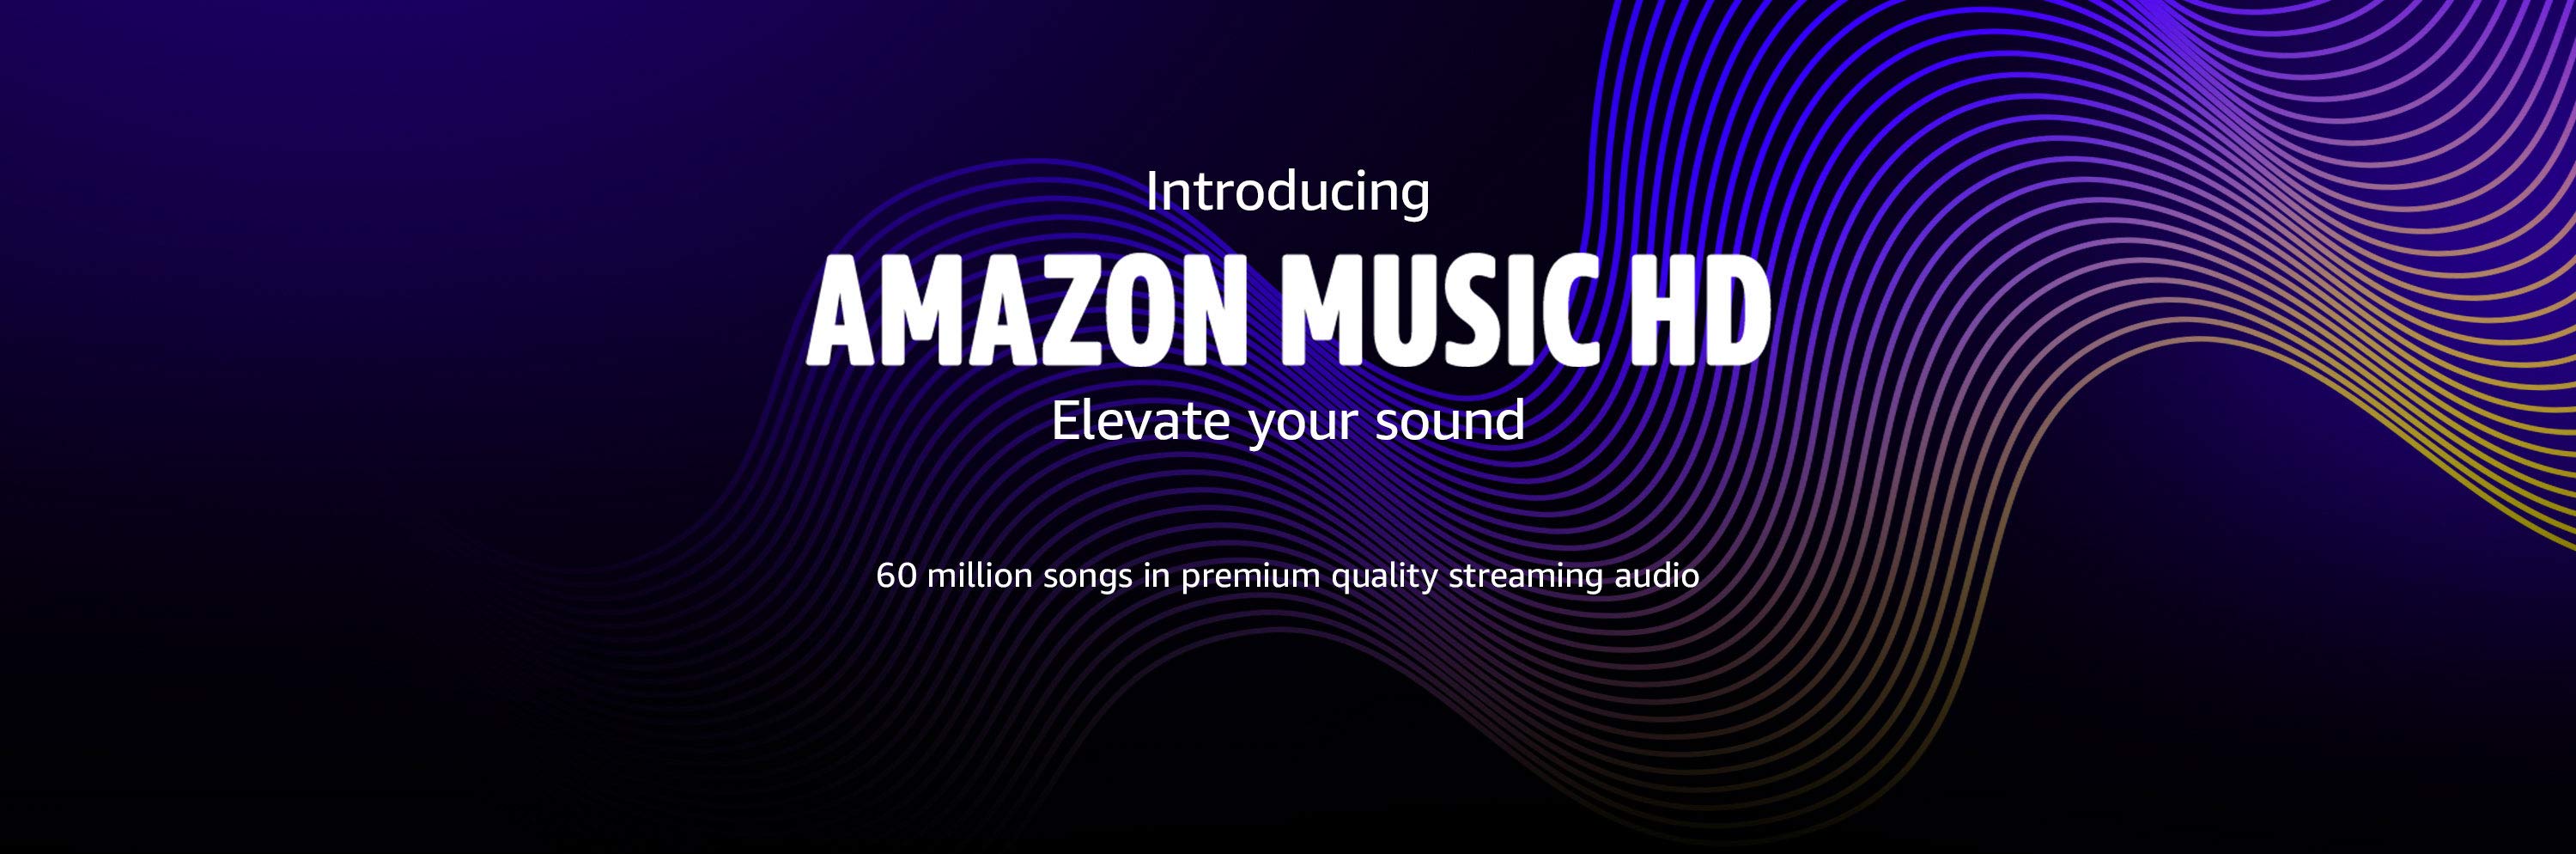 Introducing
AMAZON MUSIC HD
Elevate your sound
60 million songs in premium quality streaming audio